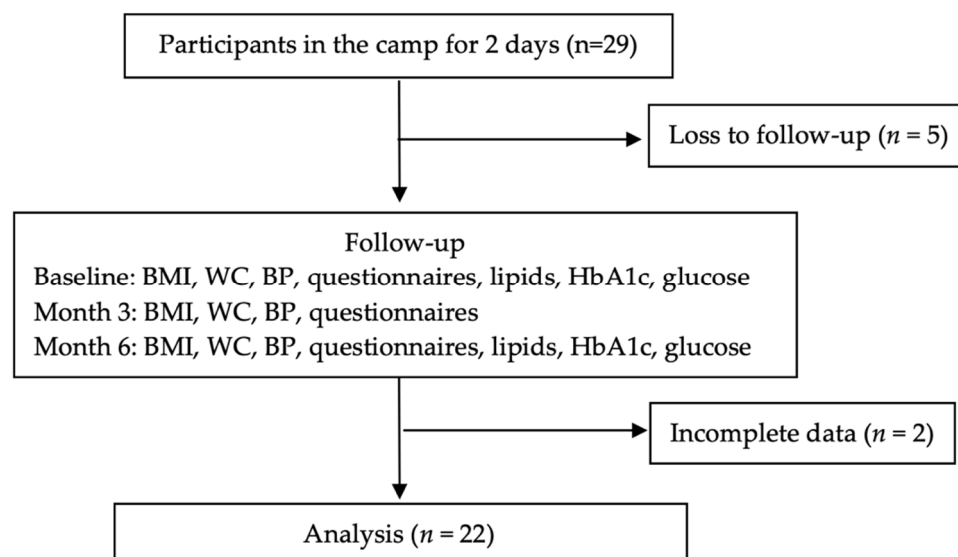 Participants in the camp for 2 days (n=29)
Loss to follow-up (n = 5)
Follow-up
Baseline: BMI, WC, BP, questionnaires, lipids, HbA1c, glucose
Month 3: BMI, WC, BP, questionnaires
Month 6: BMI, WC, BP, questionnaires, lipids, HbA1c, glucose
Incomplete data (n = 2)
Analysis (n = 22)